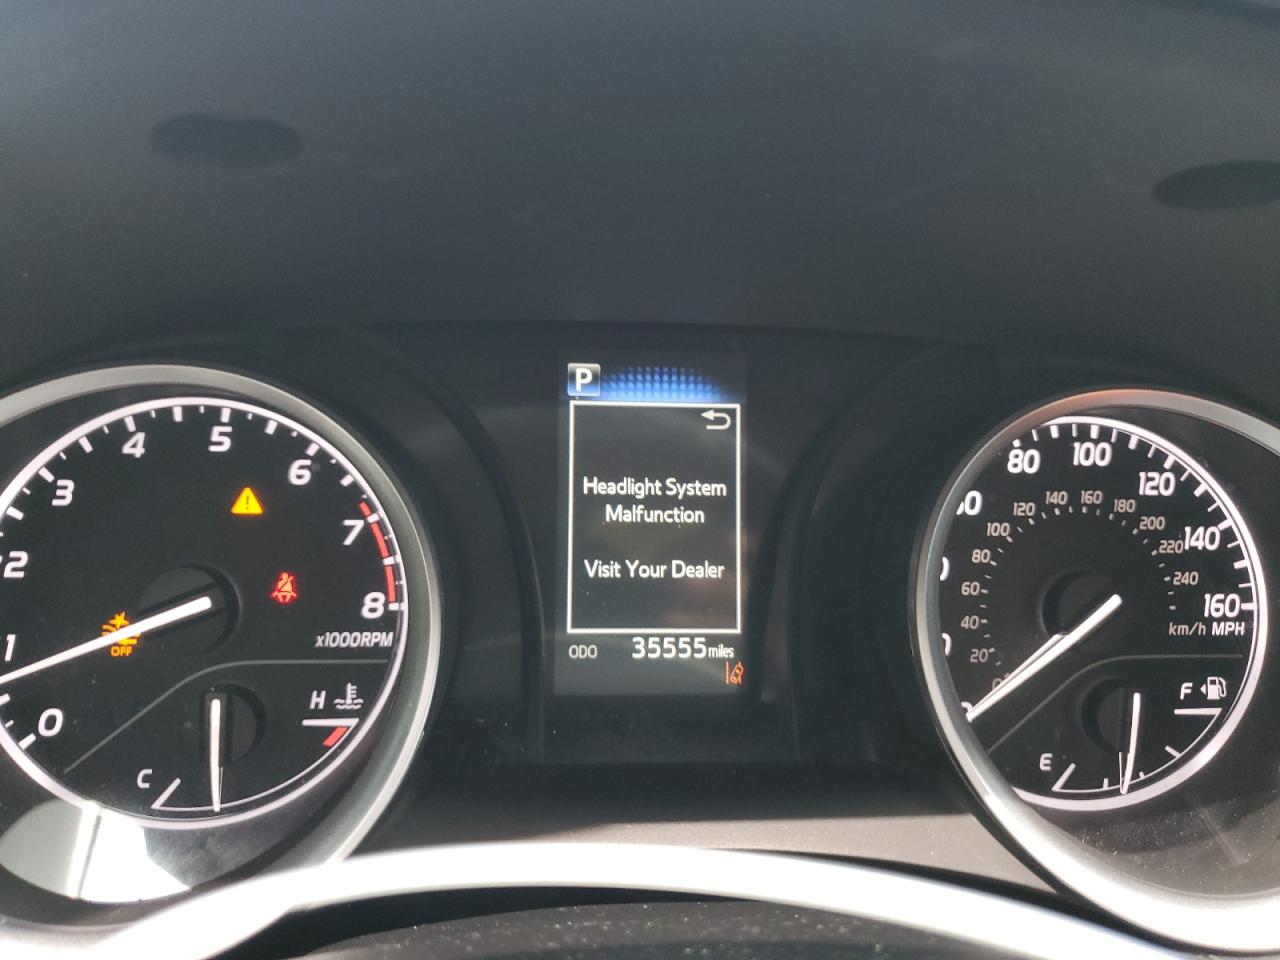 P
Headlight System
Malfunction
Visit Your Dealer
ODO 35555 miles
0
1
2
3
4
5
6
7
8
x1000RPM
OFF
H
C
80
100
120
140
160
20
40
60
80
100
120
140
160
180
200
220
240
km/h MPH
F
E